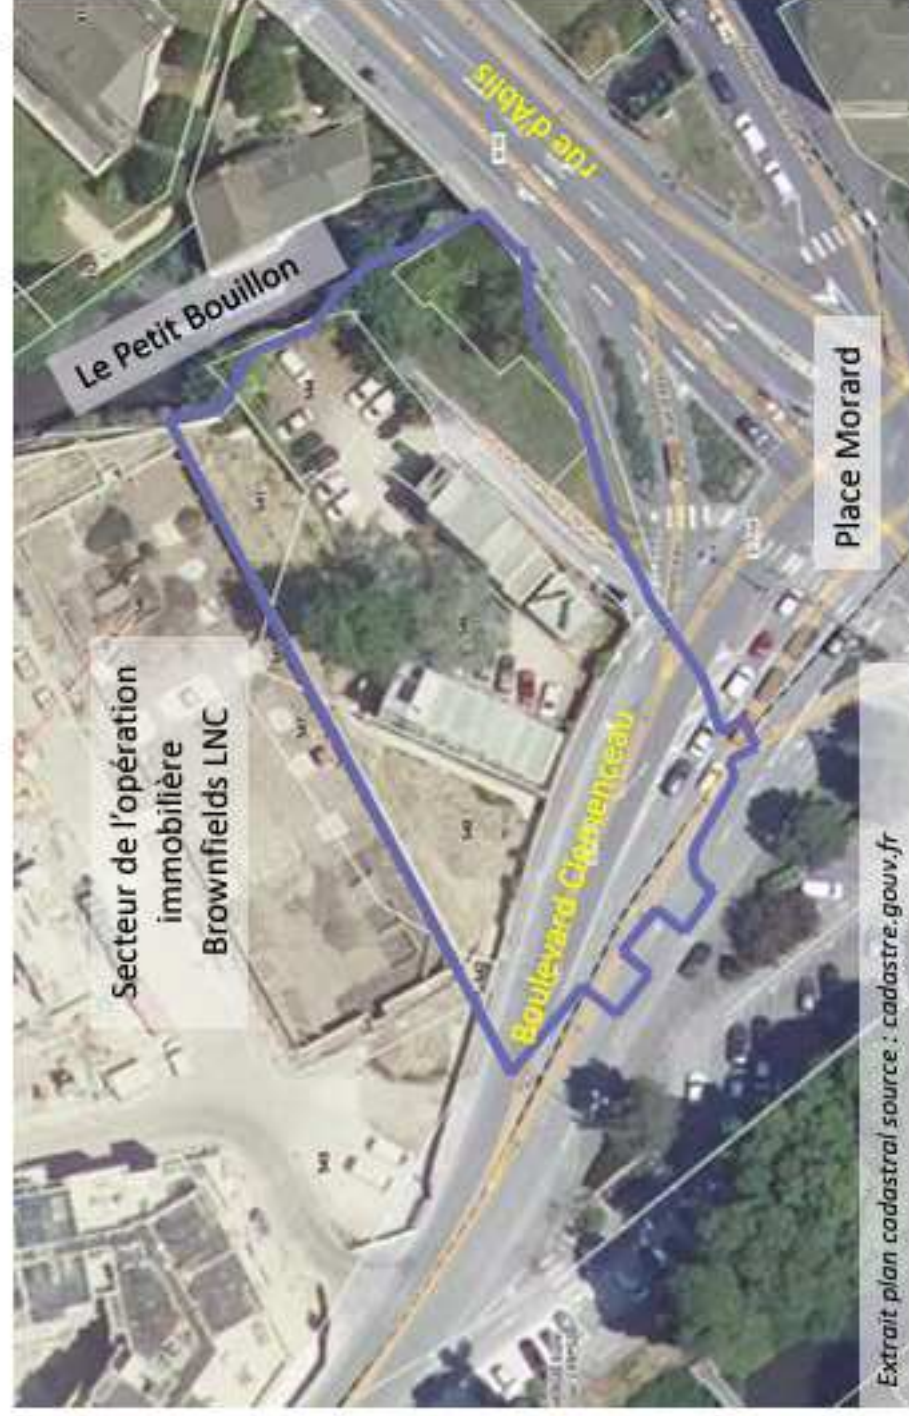 Secteur de l'opération
immobilière
Brownfields LNC
Le Petit Bouillon
rue d'Ablis
Boulevard Clemenceau
Place Morard
Extrait plan cadastral source : cadastre.gouv.fr